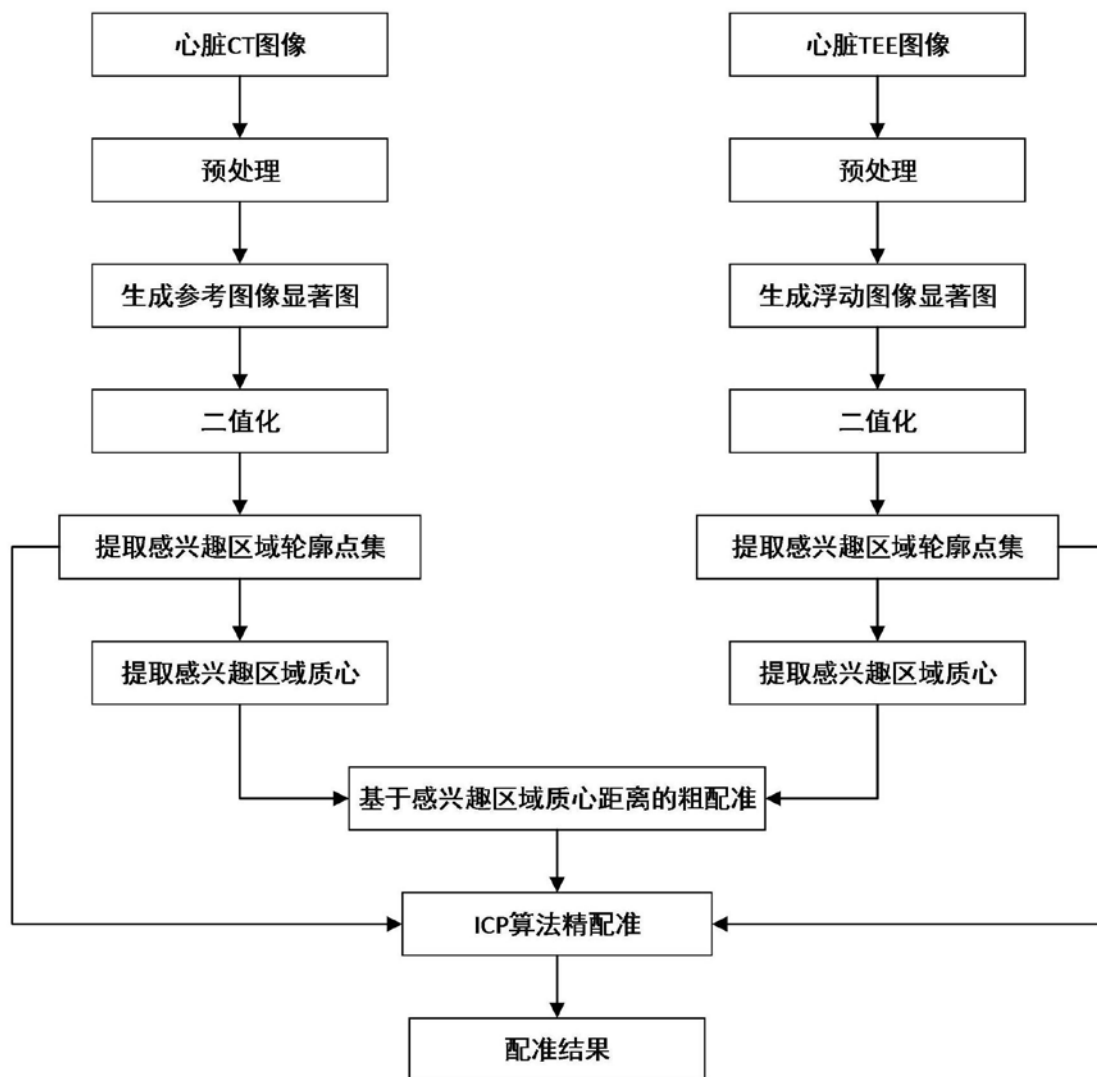 心脏CT图像
心脏TEE图像
预处理
预处理
生成参考图像显著图
生成浮动图像显著图
二值化
二值化
提取感兴趣区域轮廓点集
提取感兴趣区域轮廓点集
提取感兴趣区域质心
提取感兴趣区域质心
基于感兴趣区域质心距离的粗配准
ICP算法精配准
配准结果